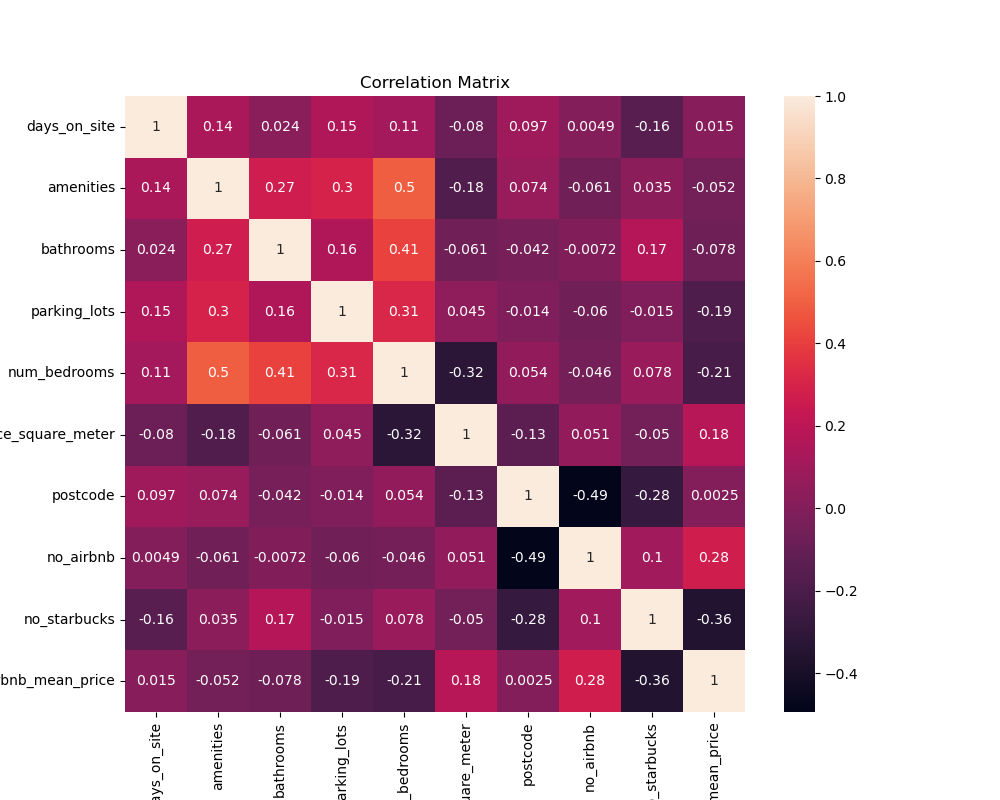 Correlation Matrix
days_on_site 1 0.14 0.024 0.15 0.11 -0.08 0.097 0.0049 -0.16 0.015
amenities 0.14 1 0.27 0.3 0.5 -0.18 0.074 -0.061 0.035 -0.052
bathrooms 0.024 0.27 1 0.16 0.41 -0.061 -0.042 -0.0072 0.17 -0.078
parking_lots 0.15 0.3 0.16 1 0.31 0.045 -0.014 -0.06 -0.015 -0.19
num_bedrooms 0.11 0.5 0.41 0.31 1 -0.32 0.054 -0.046 0.078 -0.21
ce_square_meter -0.08 -0.18 -0.061 0.045 -0.32 1 -0.13 0.051 -0.05 0.18
postcode 0.097 0.074 -0.042 -0.014 0.054 -0.13 1 -0.49 -0.28 0.0025
no_airbnb 0.0049 -0.061 -0.0072 -0.06 -0.046 0.051 -0.49 1 0.1 0.28
no_starbucks -0.16 0.035 0.17 -0.015 0.078 -0.05 -0.28 0.1 1 -0.36
rbnb_mean_price 0.015 -0.052 -0.078 -0.19 -0.21 0.18 0.0025 0.28 -0.36 1
ays_on_site
amenities
bathrooms
arking_lots
_bedrooms
uare_meter
postcode
no_airbnb
_starbucks
mean_price
1.0
0.8
0.6
0.4
0.2
0.0
−0.2
−0.4